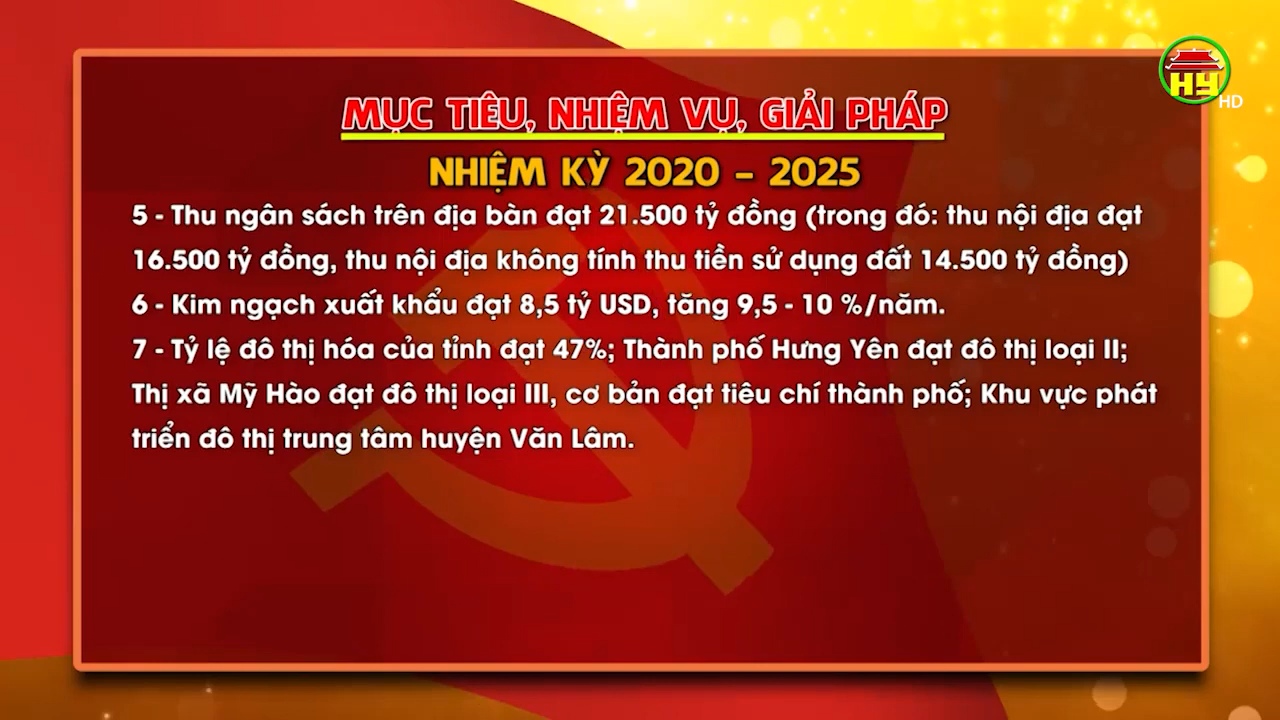 HY HD
MỤC TIÊU, NHIỆM VỤ, GIẢI PHÁP
NHIỆM KỲ 2020 - 2025
5 - Thu ngân sách trên địa bàn đạt 21.500 tỷ đồng (trong đó: thu nội địa đạt
16.500 tỷ đồng, thu nội địa không tính thu tiền sử dụng đất 14.500 tỷ đồng)
6 - Kim ngạch xuất khẩu đạt 8,5 tỷ USD, tăng 9,5 - 10 %/năm.
7 - Tỷ lệ đô thị hóa của tỉnh đạt 47%; Thành phố Hưng Yên đạt đô thị loại II;
Thị xã Mỹ Hào đạt đô thị loại III, cơ bản đạt tiêu chí thành phố; Khu vực phát
triển đô thị trung tâm huyện Văn Lâm.